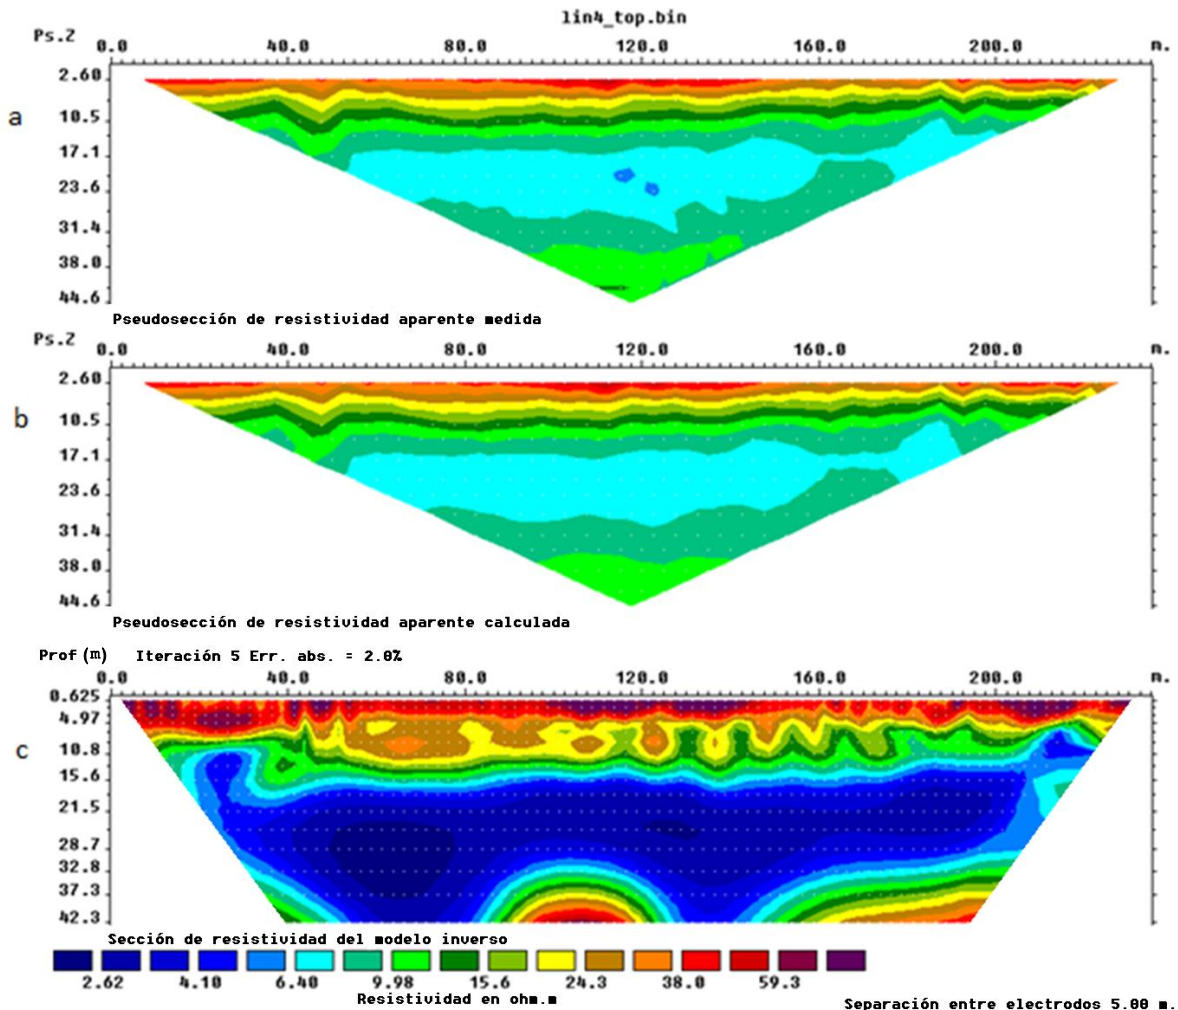 lin4_top.bin
Ps.Z 0.0 40.0 80.0 120.0 160.0 200.0 m.
2.60
a
10.5
17.1
23.6
31.4
38.0
44.6
Pseudosección de resistividad aparente medida
Ps.Z 0.0 40.0 80.0 120.0 160.0 200.0 m.
2.60
b
10.5
17.1
23.6
31.4
38.0
44.6
Pseudosección de resistividad aparente calculada
Prof (m) Iteración 5 Err. abs. = 2.0%
0.0 40.0 80.0 120.0 160.0 200.0 m.
0.625
4.97
c
10.8
15.6
21.5
28.7
32.8
37.3
42.3
Sección de resistividad del modelo inverso
2.62 4.10 6.40 9.98 15.6 24.3 38.0 59.3
Resistividad en ohm.m
Separación entre electrodos 5.00 m.